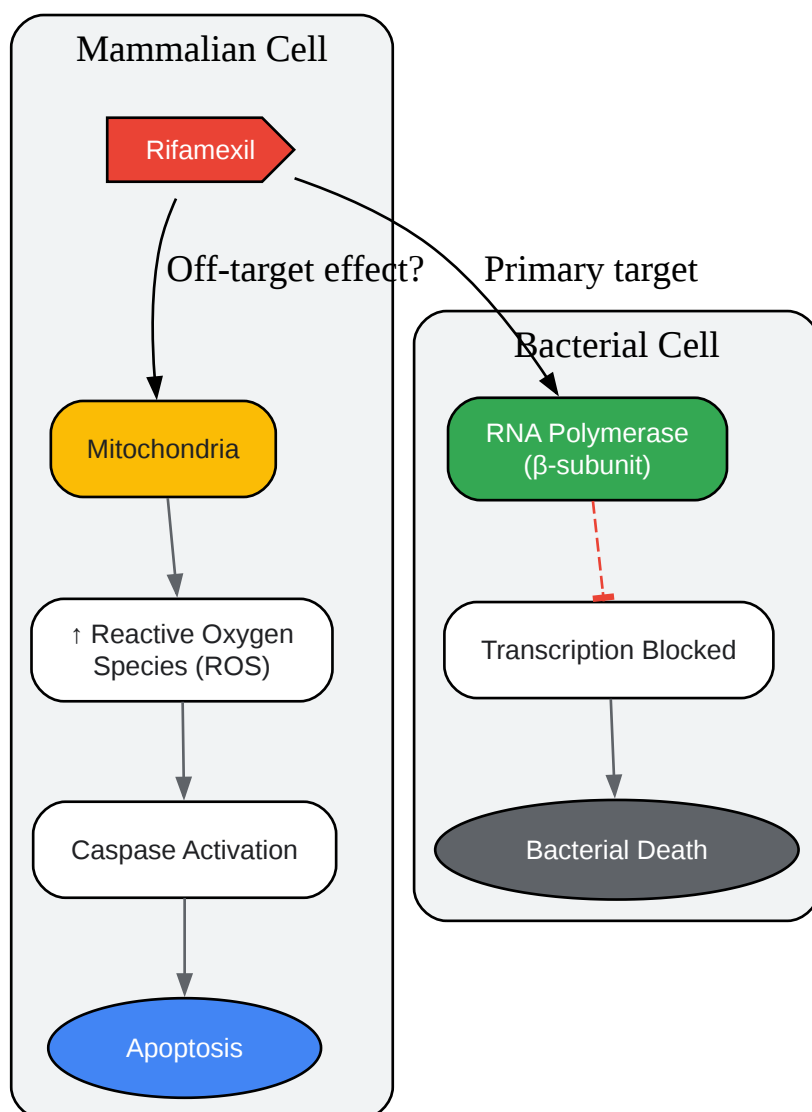 Mammalian Cell
Rifamexil
Off-target effect?
Primary target
Bacterial Cell
Mitochondria
RNA Polymerase
(β-subunit)
↑ Reactive Oxygen
Species (ROS)
Transcription Blocked
Caspase Activation
Bacterial Death
Apoptosis